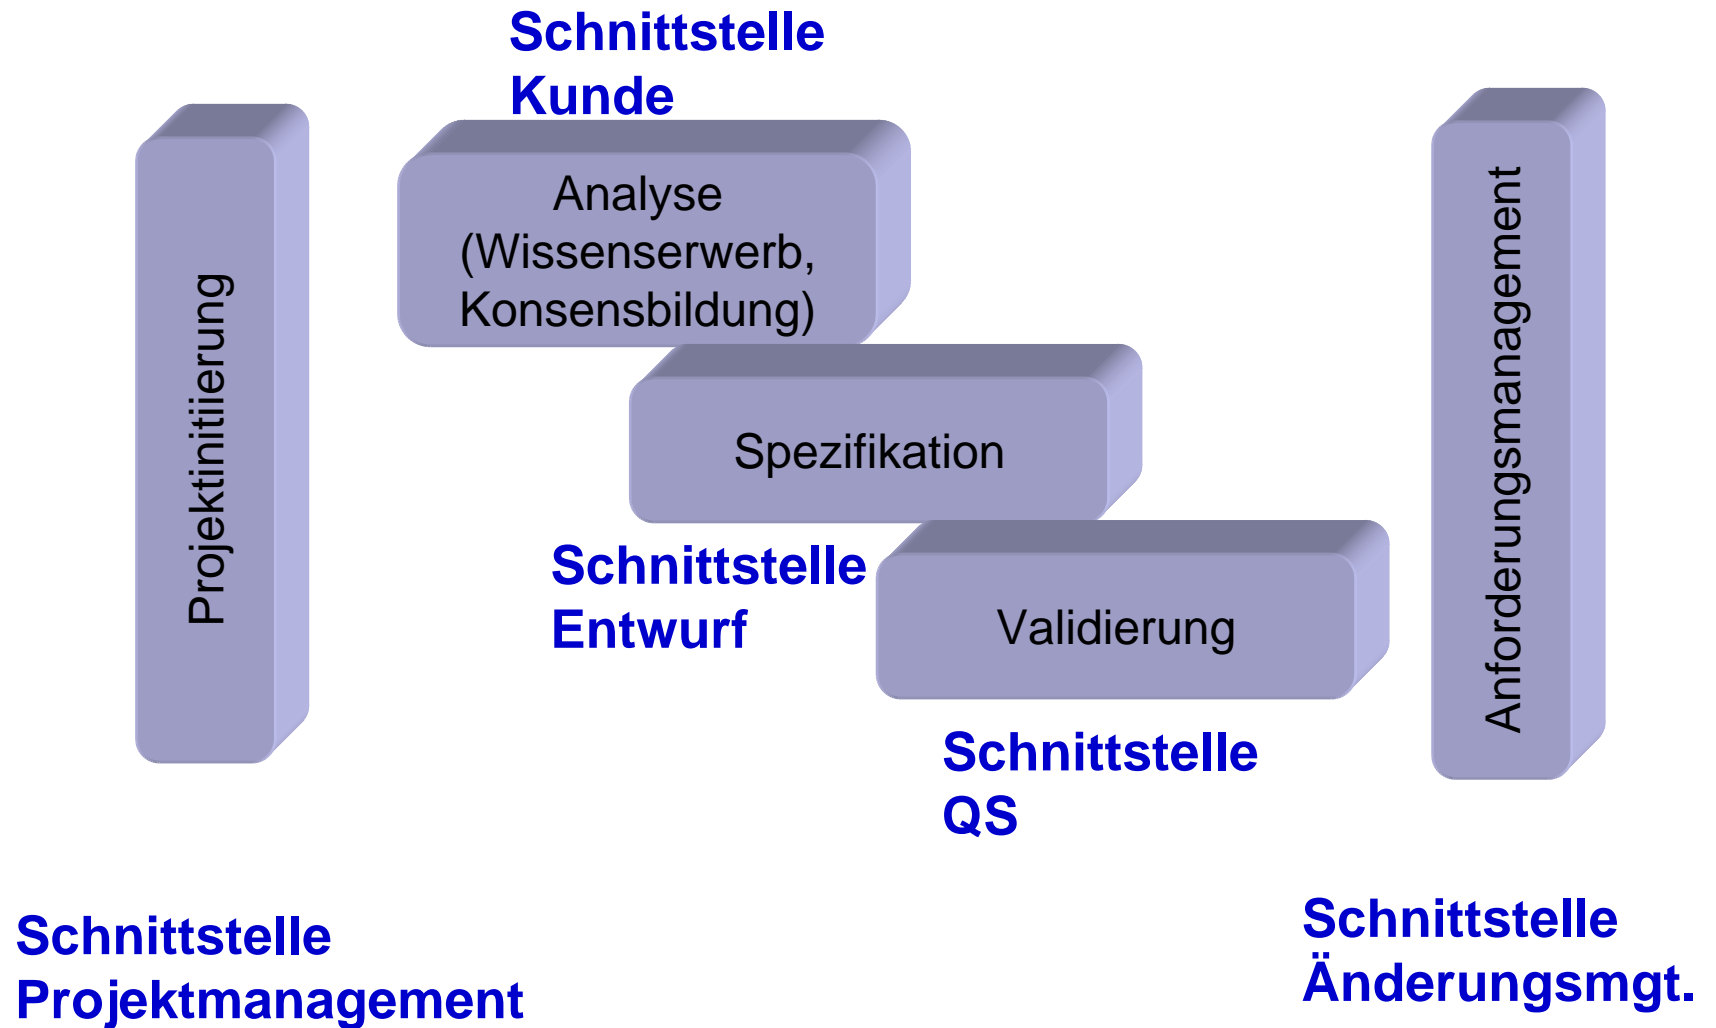 Schnittstelle
Kunde
Projektinitiierung
Analyse
(Wissenserwerb,
Konsensbildung)
Spezifikation
Schnittstelle
Entwurf
Validierung
Schnittstelle
QS
Anforderungsmanagement
Schnittstelle
Projektmanagement
Schnittstelle
Änderungsmgt.